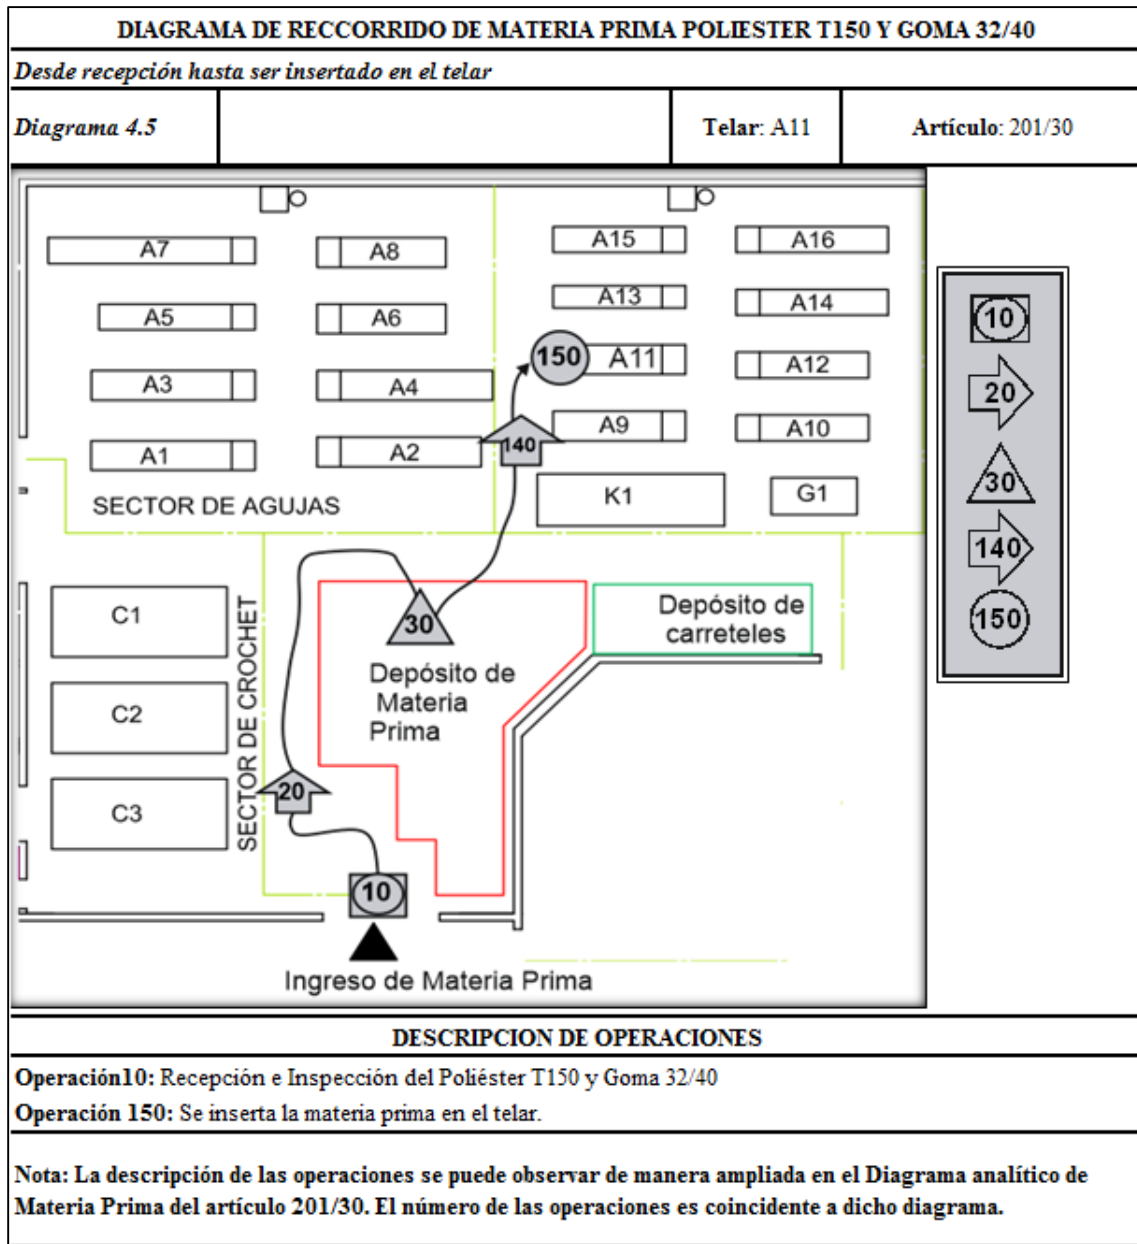 DIAGRAMA DE RECCORRIDO DE MATERIA PRIMA POLIESTER T150 Y GOMA 32/40
Desde recepción hasta ser insertado en el telar
Diagrama 4.5
Telar: A11
Artículo: 201/30
A7
A8
A15
A16
A5
A6
A13
A14
150
A11
A12
A3
A4
A9
A10
A1
A2
140
SECTOR DE AGUJAS
K1
G1
C1
C2
C3
SECTOR DE CROCHET
30
Depósito de
Materia
Prima
Depósito de
carreteles
20
10
Ingreso de Materia Prima
10
20
30
140
150
DESCRIPCION DE OPERACIONES
Operación10: Recepción e Inspección del Poliéster T150 y Goma 32/40
Operación 150: Se inserta la materia prima en el telar.
Nota: La descripción de las operaciones se puede observar de manera ampliada en el Diagrama analítico de
Materia Prima del artículo 201/30. El número de las operaciones es coincidente a dicho diagrama.